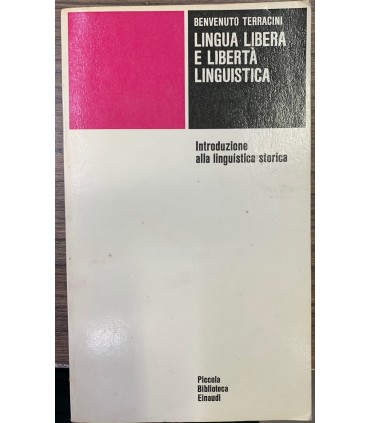 BENVENUTO TERRACINI
LINGUA LIBERA
E LIBERTÀ
LINGUISTICA
Introduzione
alla linguistica storica
Piccola
Biblioteca
Einaudi